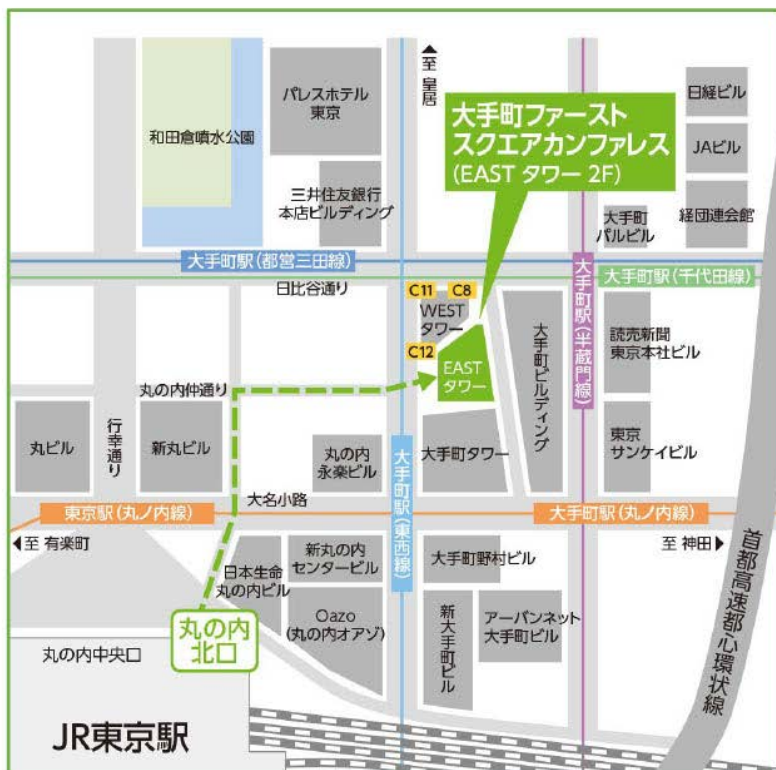 至 皇居
和田倉噴水公園
パレスホテル
東京
三井住友銀行
本店ビルディング
大手町ファースト
スクエアカンファレス
(EAST タワー 2F)
日経ビル
JAビル
経団連会館
大手町
パルビル
大手町駅(都営三田線)
大手町駅(千代田線)
日比谷通り
C11
C8
WEST
タワー
C12
EAST
タワー
大手町ビルディング
大手町駅(半蔵門線)
読売新聞
東京本社ビル
丸の内仲通り
丸ビル
行幸通り
新丸ビル
丸の内
永楽ビル
大手町タワー
東京
サンケイビル
大名小路
東京駅(丸ノ内線)
大手町駅(東西線)
大手町駅(丸ノ内線)
至 有楽町
至 神田
日本生命
丸の内ビル
新丸の内
センタービル
大手町野村ビル
Oazo
(丸の内オアゾ)
新大手町ビル
アーバンネット
大手町ビル
首都高速都心環状線
丸の内
北口
丸の内中央口
JR東京駅